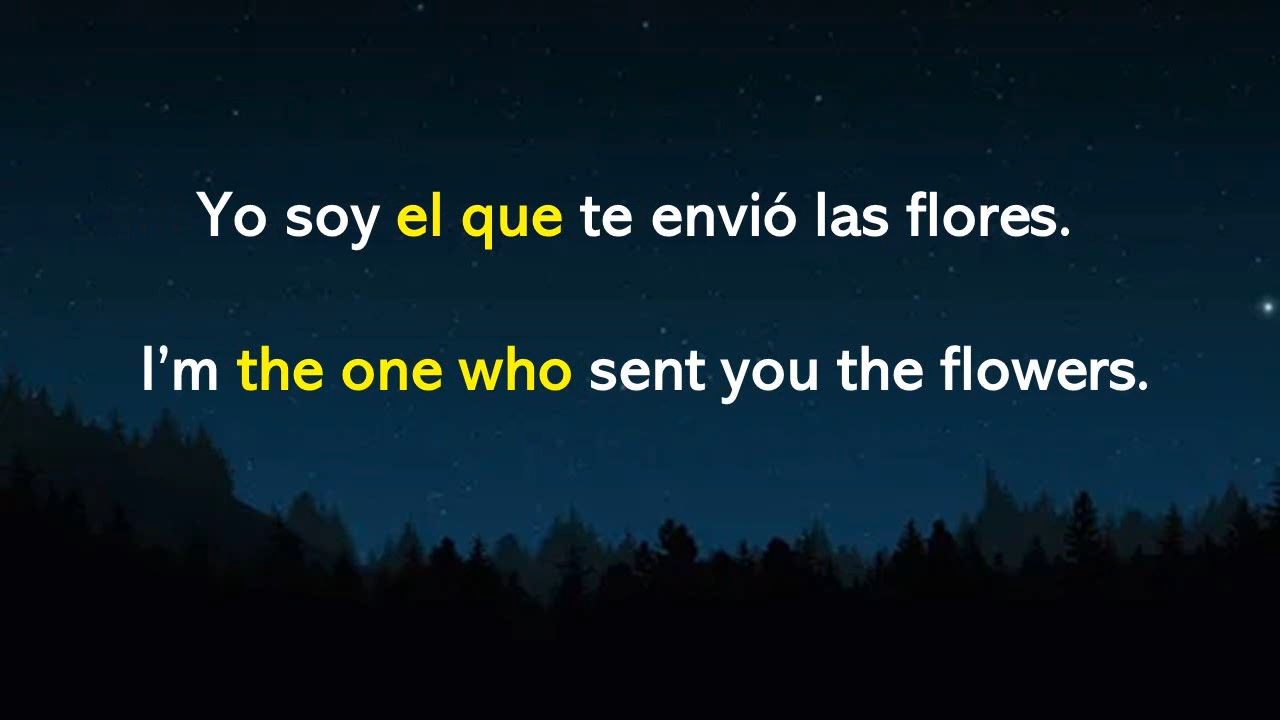 Yo soy el que te envió las flores.
I’m the one who sent you the flowers.